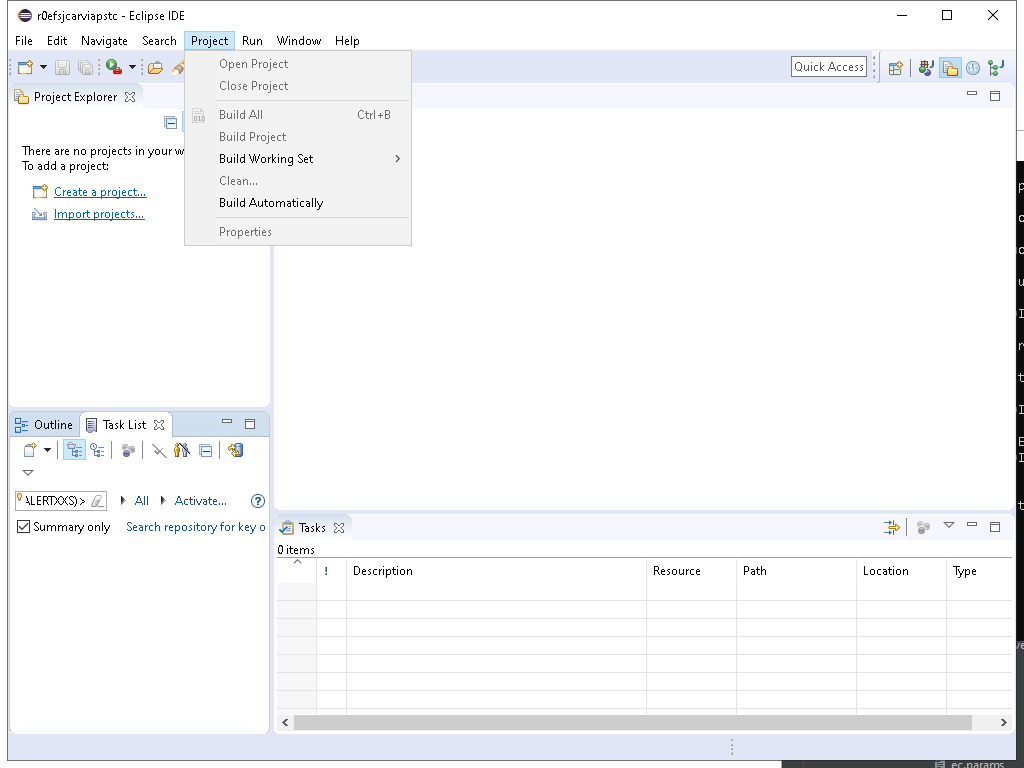 r0efsjcarviapstc - Eclipse IDE
File Edit Navigate Search Project Run Window Help
Quick Access
Open Project
Close Project
Build All Ctrl+B
Build Project
Build Working Set
Clean...
Build Automatically
Properties
Project Explorer
There are no projects in your w
To add a project:
Create a project...
Import projects...
Outline Task List
ALERTXXS)> All Activate...
Summary only Search repository for key o
Tasks
0 items
! Description Resource Path Location Type
ec.params